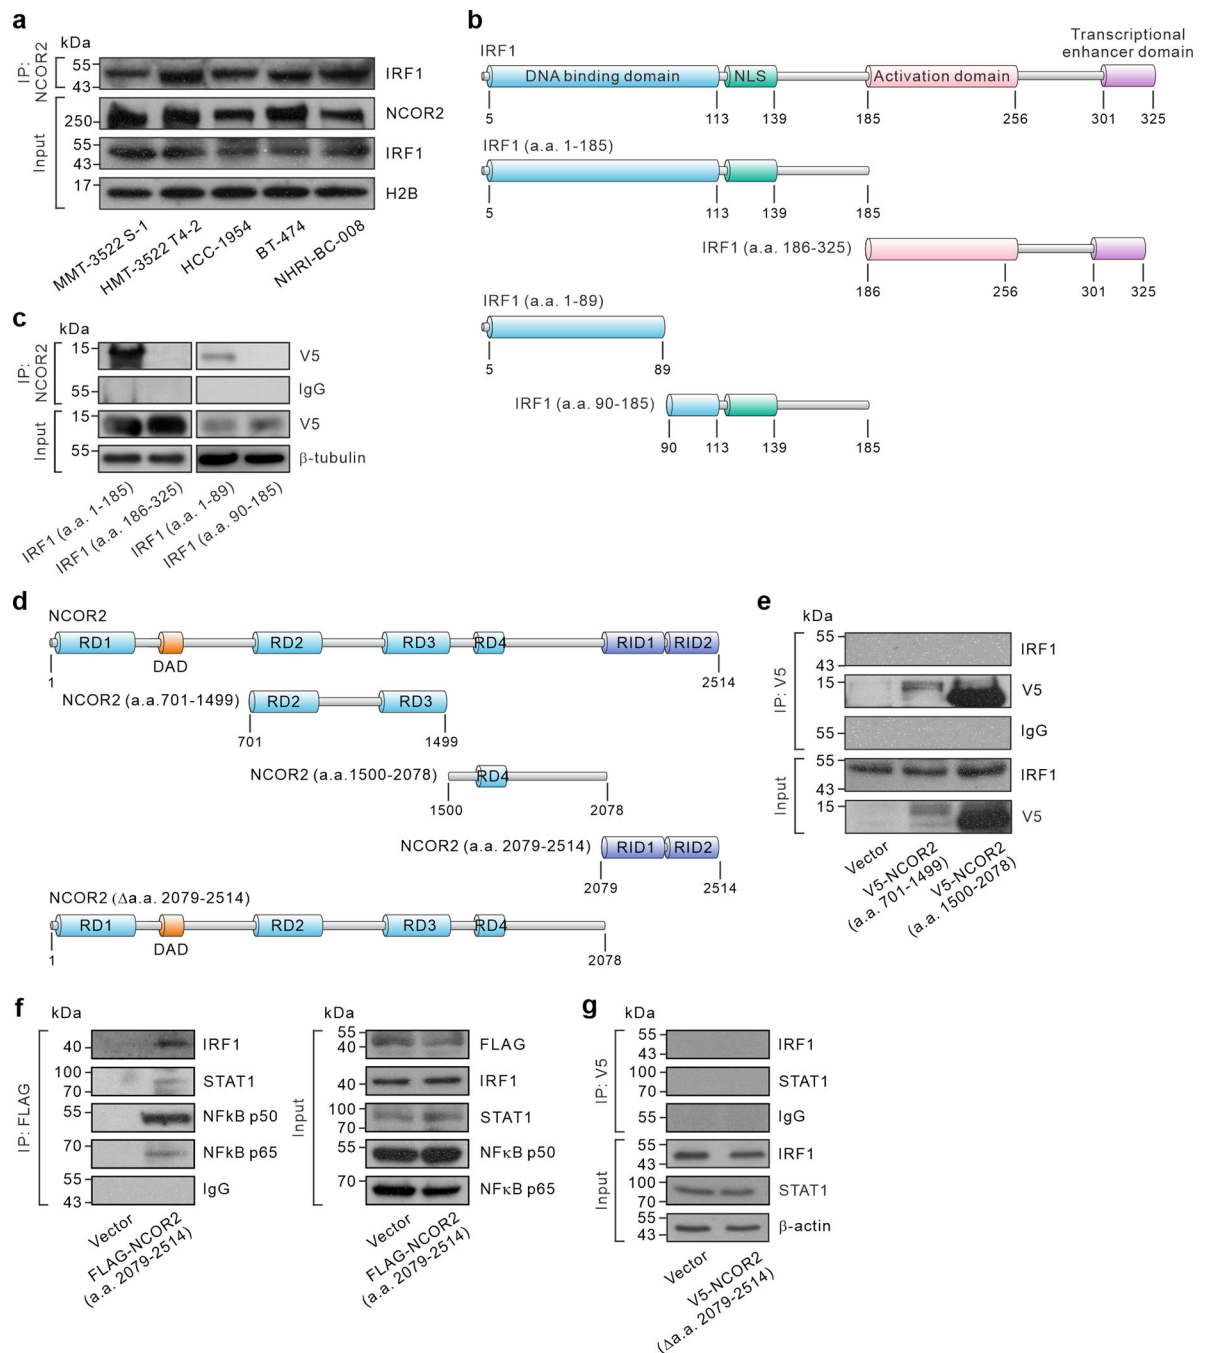 a
kDa
IP:
NCOR2
55
43
IRF1
Input
250
NCOR2
55
43
IRF1
17
H2B
MMT-3522 S-1
HMT-3522 T4-2
HCC-1954
BT-474
NHRI-BC-008
b
IRF1
Transcriptional
enhancer domain
DNA binding domain
NLS
Activation domain
5 113 139 185 256 301 325
IRF1 (a.a. 1-185)
5 113 139 185
IRF1 (a.a. 186-325)
186 256 301 325
IRF1 (a.a. 1-89)
5 89
IRF1 (a.a. 90-185)
90 113 139 185
c
kDa
IP:
NCOR2
15
V5
55
IgG
Input
15
V5
55
β-tubulin
IRF1 (a.a. 1-185)
IRF1 (a.a. 186-325)
IRF1 (a.a. 1-89)
IRF1 (a.a. 90-185)
d
NCOR2
RD1 RD2 RD3 RD4 RID1 RID2
DAD
1 2514
NCOR2 (a.a.701-1499)
RD2 RD3
701 1499
NCOR2 (a.a.1500-2078)
RD4
1500 2078
NCOR2 (a.a. 2079-2514)
RID1 RID2
2079 2514
NCOR2 (Δa.a. 2079-2514)
RD1 RD2 RD3 RD4
DAD
1 2078
e
kDa
IP: V5
55
43
IRF1
15
V5
55
IgG
Input
55
43
IRF1
15
V5
Vector
V5-NCOR2
(a.a. 701-1499)
V5-NCOR2
(a.a. 1500-2078)
f
kDa
IP: FLAG
40
IRF1
100
70
STAT1
55
NFkB p50
70
NFkB p65
55
43
IgG
Vector
FLAG-NCOR2
(a.a. 2079-2514)
kDa
Input
55
40
FLAG
40
IRF1
100
70
STAT1
55
NFκB p50
70
NFκB p65
Vector
FLAG-NCOR2
(a.a. 2079-2514)
g
kDa
IP: V5
55
43
IRF1
100
70
STAT1
55
IgG
Input
55
43
IRF1
100
70
STAT1
55
43
β-actin
Vector
V5-NCOR2
(Δa.a. 2079-2514)